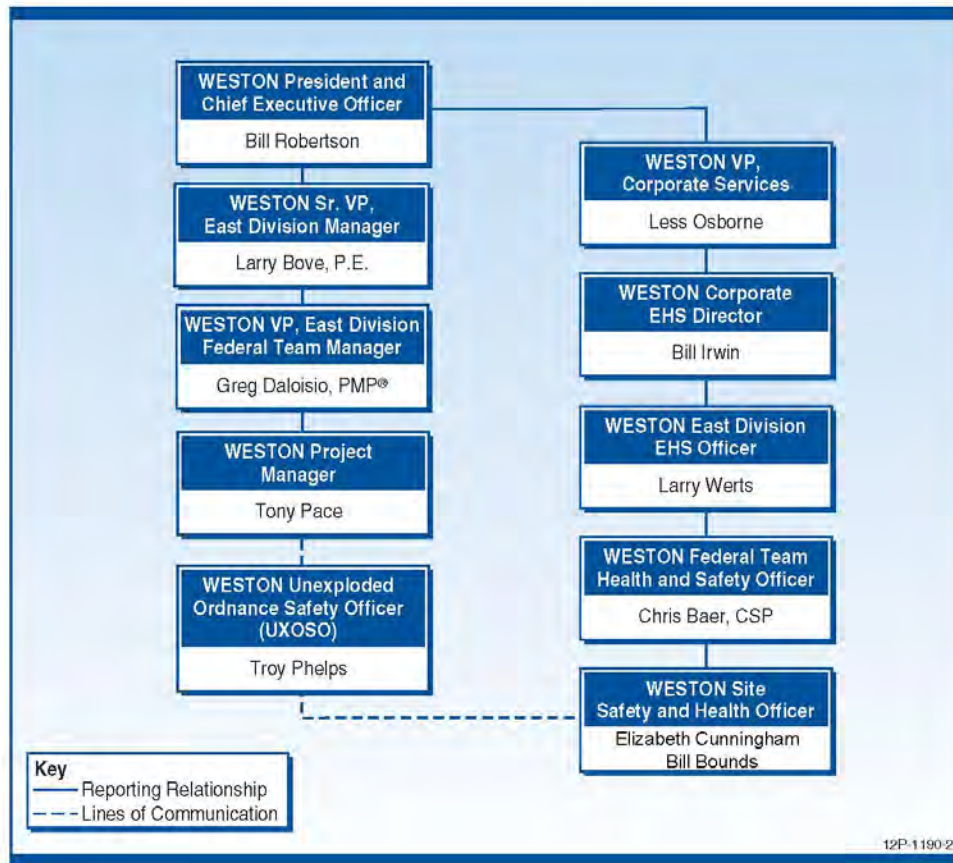 WESTON President and
Chief Executive Officer
Bill Robertson
WESTON Sr. VP,
East Division Manager
Larry Bove, P.E.
WESTON VP, East Division
Federal Team Manager
Greg Daloisio, PMP®
WESTON Project
Manager
Tony Pace
WESTON Unexploded
Ordnance Safety Officer
(UXOSO)
Troy Phelps
WESTON VP,
Corporate Services
Less Osborne
WESTON Corporate
EHS Director
Bill Irwin
WESTON East Division
EHS Officer
Larry Werts
WESTON Federal Team
Health and Safety Officer
Chris Baer, CSP
WESTON Site
Safety and Health Officer
Elizabeth Cunningham
Bill Bounds
Key
Reporting Relationship
Lines of Communication
12P-1190-2